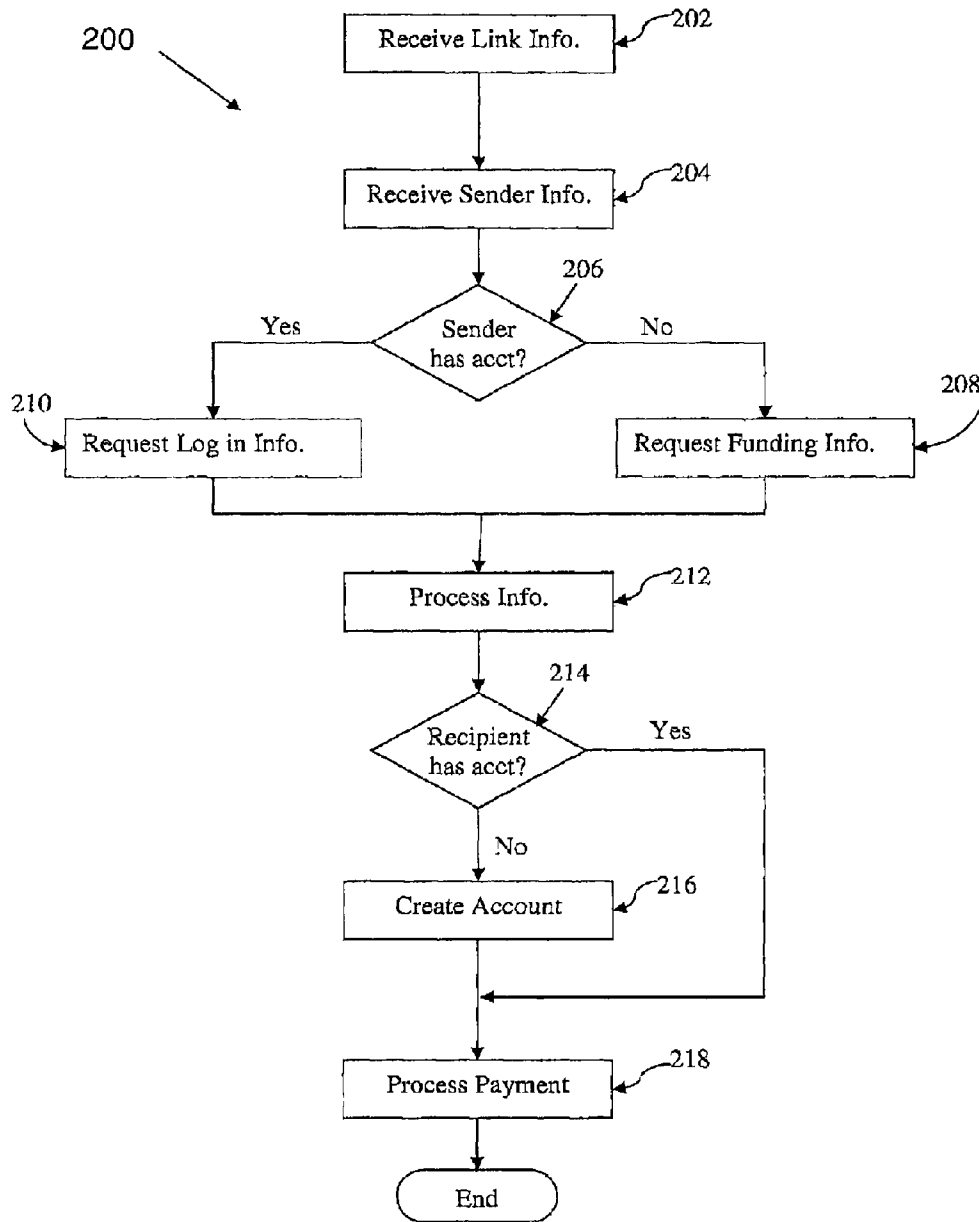 200
Receive Link Info.
202
Receive Sender Info.
204
206
Yes
Sender
has acct?
No
210
Request Log in Info.
Request Funding Info.
208
Process Info.
212
214
Recipient
has acct?
Yes
No
Create Account
216
Process Payment
218
End